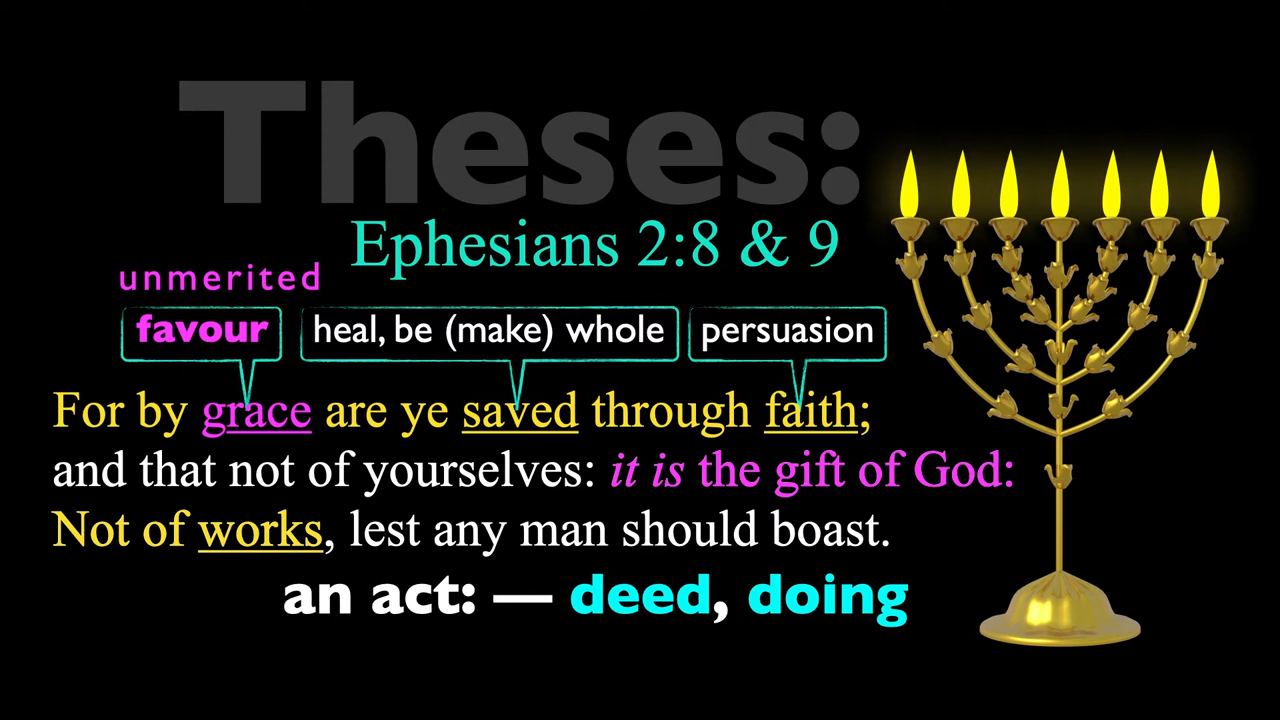 Theses:
Ephesians 2:8 & 9
unmerited
favour
heal, be (make) whole
persuasion
For by grace are ye saved through faith;
and that not of yourselves: it is the gift of God:
Not of works, lest any man should boast.
an act: — deed, doing